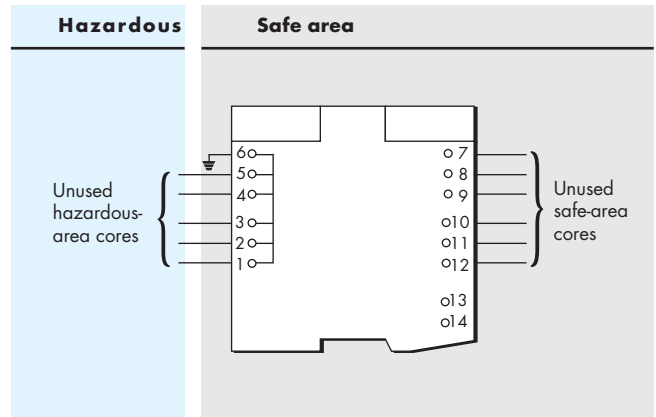 Hazardous
Safe area
6
5
4
3
2
1
7
8
9
10
11
12
13
14
Unused
hazardous-
area cores
Unused
safe-area
cores